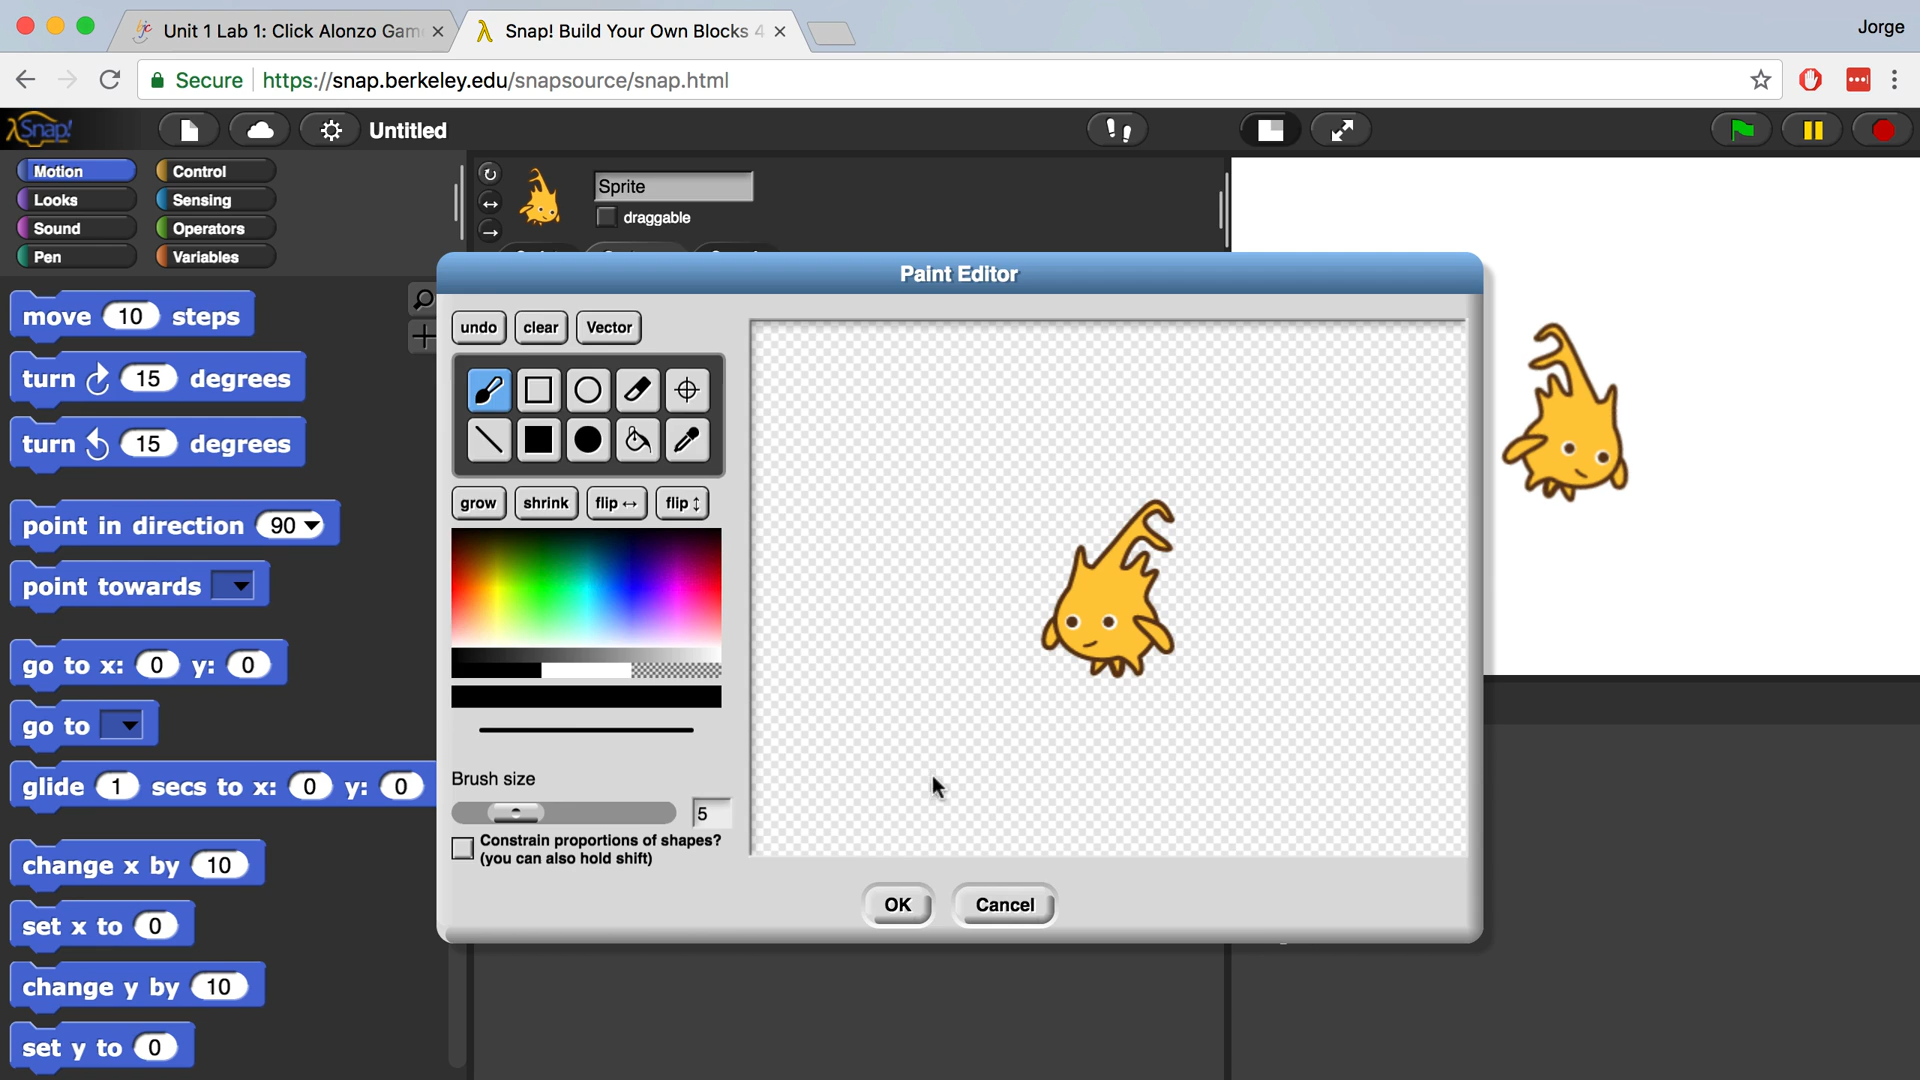 Unit 1 Lab 1: Click Alonzo Gam
Snap! Build Your Own Blocks 4
Jorge
Secure
https://snap.berkeley.edu/snapsource/snap.html
Snap!
Untitled
Motion
Control
Looks
Sensing
Sound
Operators
Pen
Variables
Sprite
draggable
Paint Editor
undo
clear
Vector
grow
shrink
flip ↔
flip ↕
Brush size
5
Constrain proportions of shapes?
(you can also hold shift)
OK
Cancel
move 10 steps
turn 15 degrees
turn 15 degrees
point in direction 90
point towards
go to x: 0 y: 0
go to
glide 1 secs to x: 0 y: 0
change x by 10
set x to 0
change y by 10
set y to 0